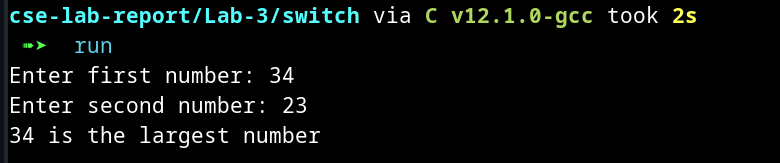 cse-lab-report/Lab-3/switch via C v12.1.0-gcc took 2s
➠➤ run
Enter first number: 34
Enter second number: 23
34 is the largest number